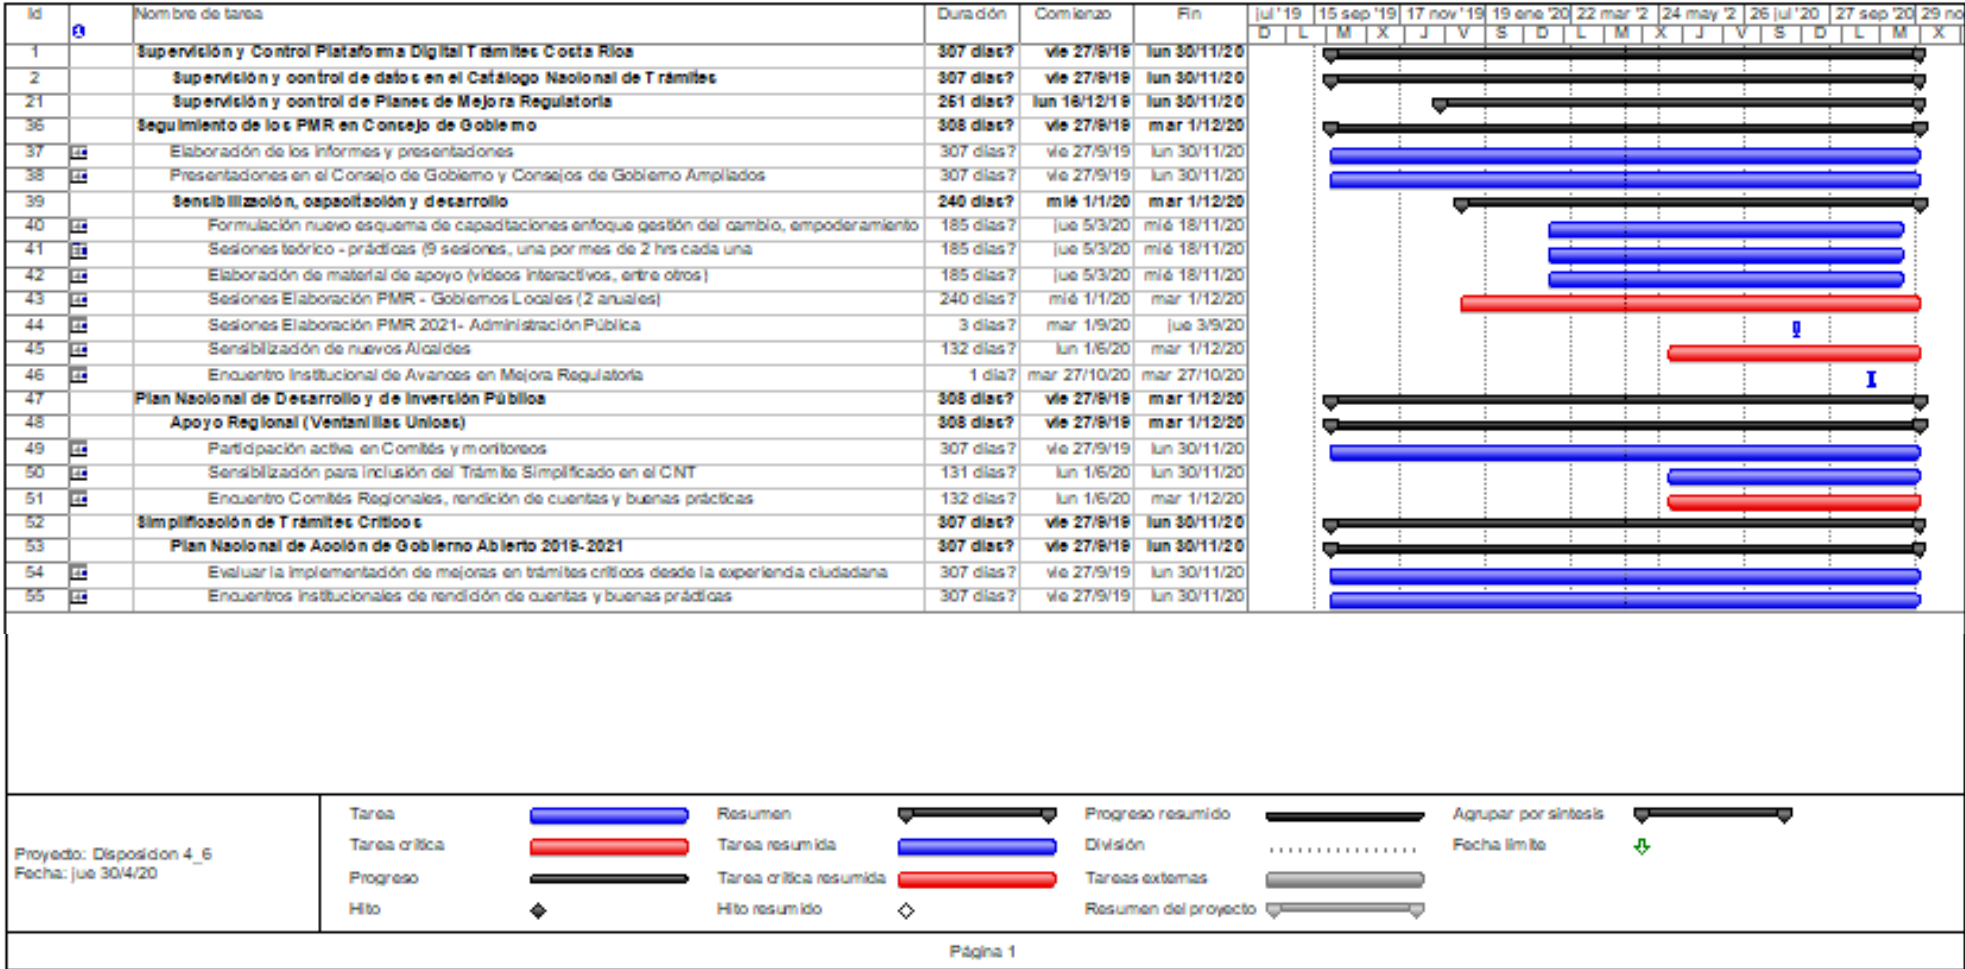 Id Nombre de tarea Duración Comienzo Fin jul '19 15 sep '19 17 nov '19 19 ene '20 22 mar '2 24 may '2 26 jul '20 27 sep '20 29 no
D L M X J V S D L M X J V S D L M X
1 Supervisión y Control Plataforma Digital Trámites Costa Rica 307 días? vie 27/9/19 lun 30/11/20
2 Supervisión y control de datos en el Catálogo Nacional de Trámites 307 días? vie 27/9/19 lun 30/11/20
21 Supervisión y control de Planes de Mejora Regulatoria 251 días? lun 16/12/19 lun 30/11/20
36 Seguimiento de los PMR en Consejo de Gobierno 308 días? vie 27/9/19 mar 1/12/20
37 Elaboración de los informes y presentaciones 307 días? vie 27/9/19 lun 30/11/20
38 Presentaciones en el Consejo de Gobierno y Consejos de Gobierno Ampliados 307 días? vie 27/9/19 lun 30/11/20
39 Sensibilización, capacitación y desarrollo 240 días? mié 1/1/20 mar 1/12/20
40 Formulación nuevo esquema de capacitaciones enfoque gestión del cambio, empoderamiento 185 días? jue 5/3/20 mié 18/11/20
41 Sesiones teórico - prácticas (9 sesiones, una por mes de 2 hrs cada una 185 días? jue 5/3/20 mié 18/11/20
42 Elaboración de material de apoyo (videos interactivos, entre otros) 185 días? jue 5/3/20 mié 18/11/20
43 Sesiones Elaboración PMR - Gobiernos Locales (2 anuales) 240 días? mié 1/1/20 mar 1/12/20
44 Sesiones Elaboración PMR 2021- Administración Pública 3 días? mar 1/9/20 jue 3/9/20
45 Sensibilización de nuevos Alcaldes 132 días? lun 1/6/20 mar 1/12/20
46 Encuentro Institucional de Avances en Mejora Regulatoria 1 día? mar 27/10/20 mar 27/10/20
47 Plan Nacional de Desarrollo y de Inversión Pública 308 días? vie 27/9/19 mar 1/12/20
48 Apoyo Regional (Ventanillas Unicas) 308 días? vie 27/9/19 mar 1/12/20
49 Participación activa en Comités y monitoreos 307 días? vie 27/9/19 lun 30/11/20
50 Sensibilización para inclusión del Trámite Simplificado en el CNT 131 días? lun 1/6/20 lun 30/11/20
51 Encuentro Comités Regionales, rendición de cuentas y buenas prácticas 132 días? lun 1/6/20 mar 1/12/20
52 Simplificación de Trámites Críticos 307 días? vie 27/9/19 lun 30/11/20
53 Plan Nacional de Acción de Gobierno Abierto 2019-2021 307 días? vie 27/9/19 lun 30/11/20
54 Evaluar la implementación de mejoras en trámites críticos desde la experiencia ciudadana 307 días? vie 27/9/19 lun 30/11/20
55 Encuentros institucionales de rendición de cuentas y buenas prácticas 307 días? vie 27/9/19 lun 30/11/20
Proyecto: Disposicion 4_6
Fecha: jue 30/4/20
Tarea Resumen Progreso resumido Agrupar por síntesis
Tarea crítica Tarea resumida División Fecha límite
Progreso Tarea crítica resumida Tareas externas
Hito Hito resumido Resumen del proyecto
Página 1